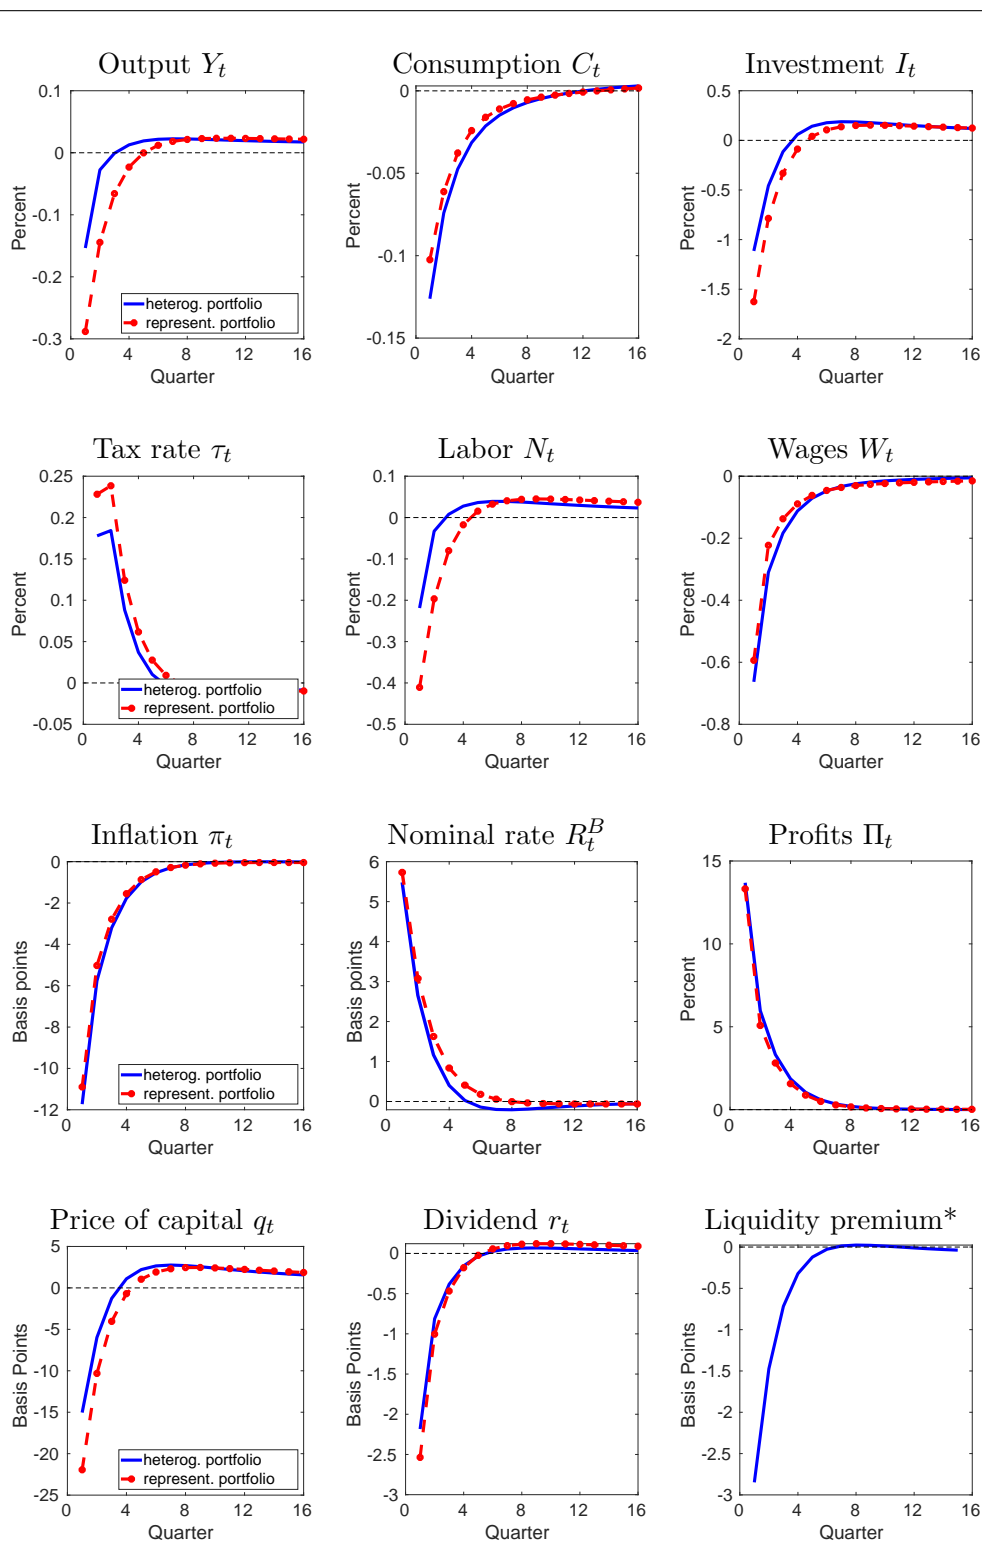 Output Y_t
Consumption C_t
Investment I_t
0.1
0
-0.1
-0.2
-0.3
Percent
heterog. portfolio
represent. portfolio
0 4 8 12 16
Quarter
0
-0.05
-0.1
-0.15
Percent
0 4 8 12 16
Quarter
0.5
0
-0.5
-1
-1.5
-2
Percent
0 4 8 12 16
Quarter
Tax rate τ_t
Labor N_t
Wages W_t
0.25
0.2
0.15
0.1
0.05
0
-0.05
Percent
heterog. portfolio
represent. portfolio
0 4 8 12 16
Quarter
0.1
0
-0.1
-0.2
-0.3
-0.4
-0.5
Percent
0 4 8 12 16
Quarter
0
-0.2
-0.4
-0.6
-0.8
Percent
0 4 8 12 16
Quarter
Inflation π_t
Nominal rate R_t^B
Profits Π_t
0
-2
-4
-6
-8
-10
-12
Basis points
heterog. portfolio
represent. portfolio
0 4 8 12 16
Quarter
6
5
4
3
2
1
0
Basis points
0 4 8 12 16
Quarter
15
10
5
0
Percent
0 4 8 12 16
Quarter
Price of capital q_t
Dividend r_t
Liquidity premium*
5
0
-5
-10
-15
-20
-25
Basis Points
heterog. portfolio
represent. portfolio
0 4 8 12 16
Quarter
0
-0.5
-1
-1.5
-2
-2.5
-3
Basis Points
0 4 8 12 16
Quarter
0
-0.5
-1
-1.5
-2
-2.5
-3
Basis Points
0 4 8 12 16
Quarter